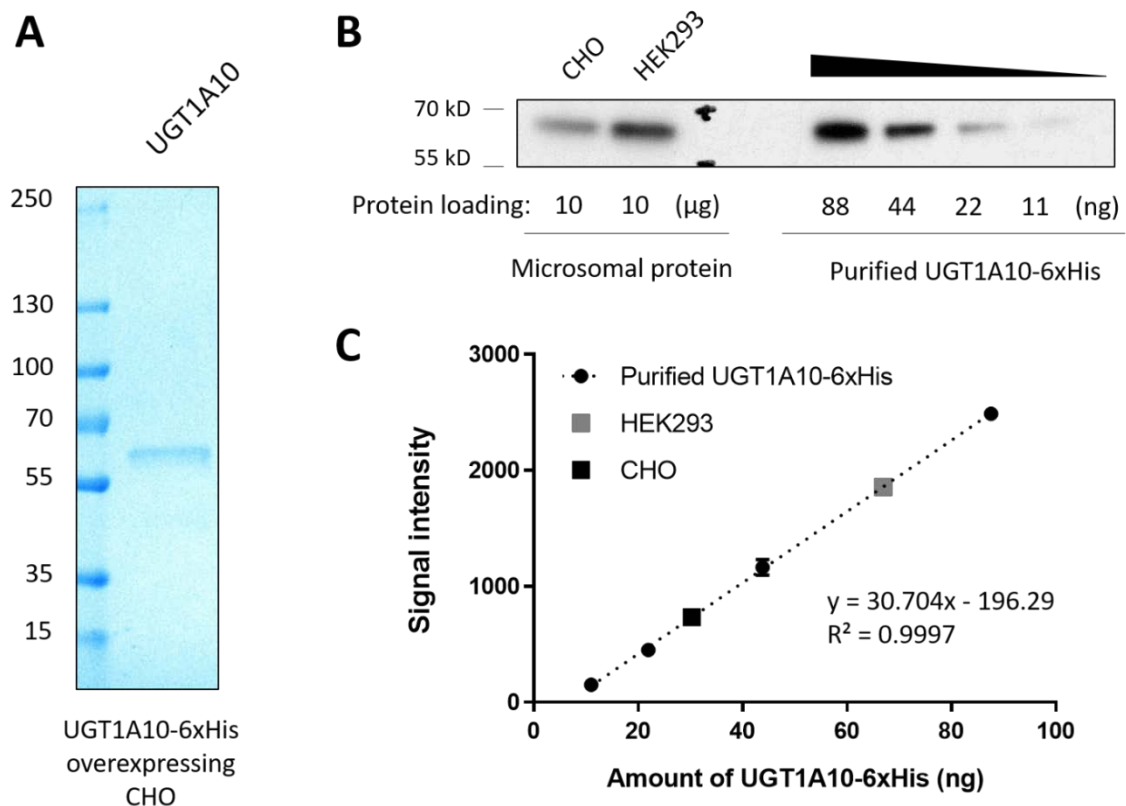 A
UGT1A10
250
130
100
70
55
35
15
UGT1A10-6xHis
overexpressing
CHO
B
CHO
HEK293
70 kD
55 kD
Protein loading: 10 10 (µg) 88 44 22 11 (ng)
Microsomal protein
Purified UGT1A10-6xHis
C
3000
2000
1000
0
Signal intensity
Purified UGT1A10-6xHis
HEK293
CHO
y = 30.704x - 196.29
R² = 0.9997
0 20 40 60 80 100
Amount of UGT1A10-6xHis (ng)